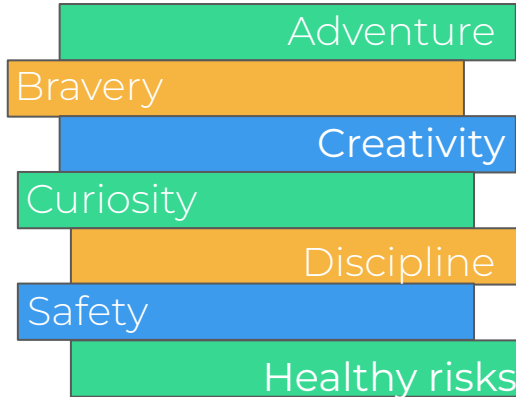 Adventure
Bravery
Creativity
Curiosity
Discipline
Safety
Healthy risks